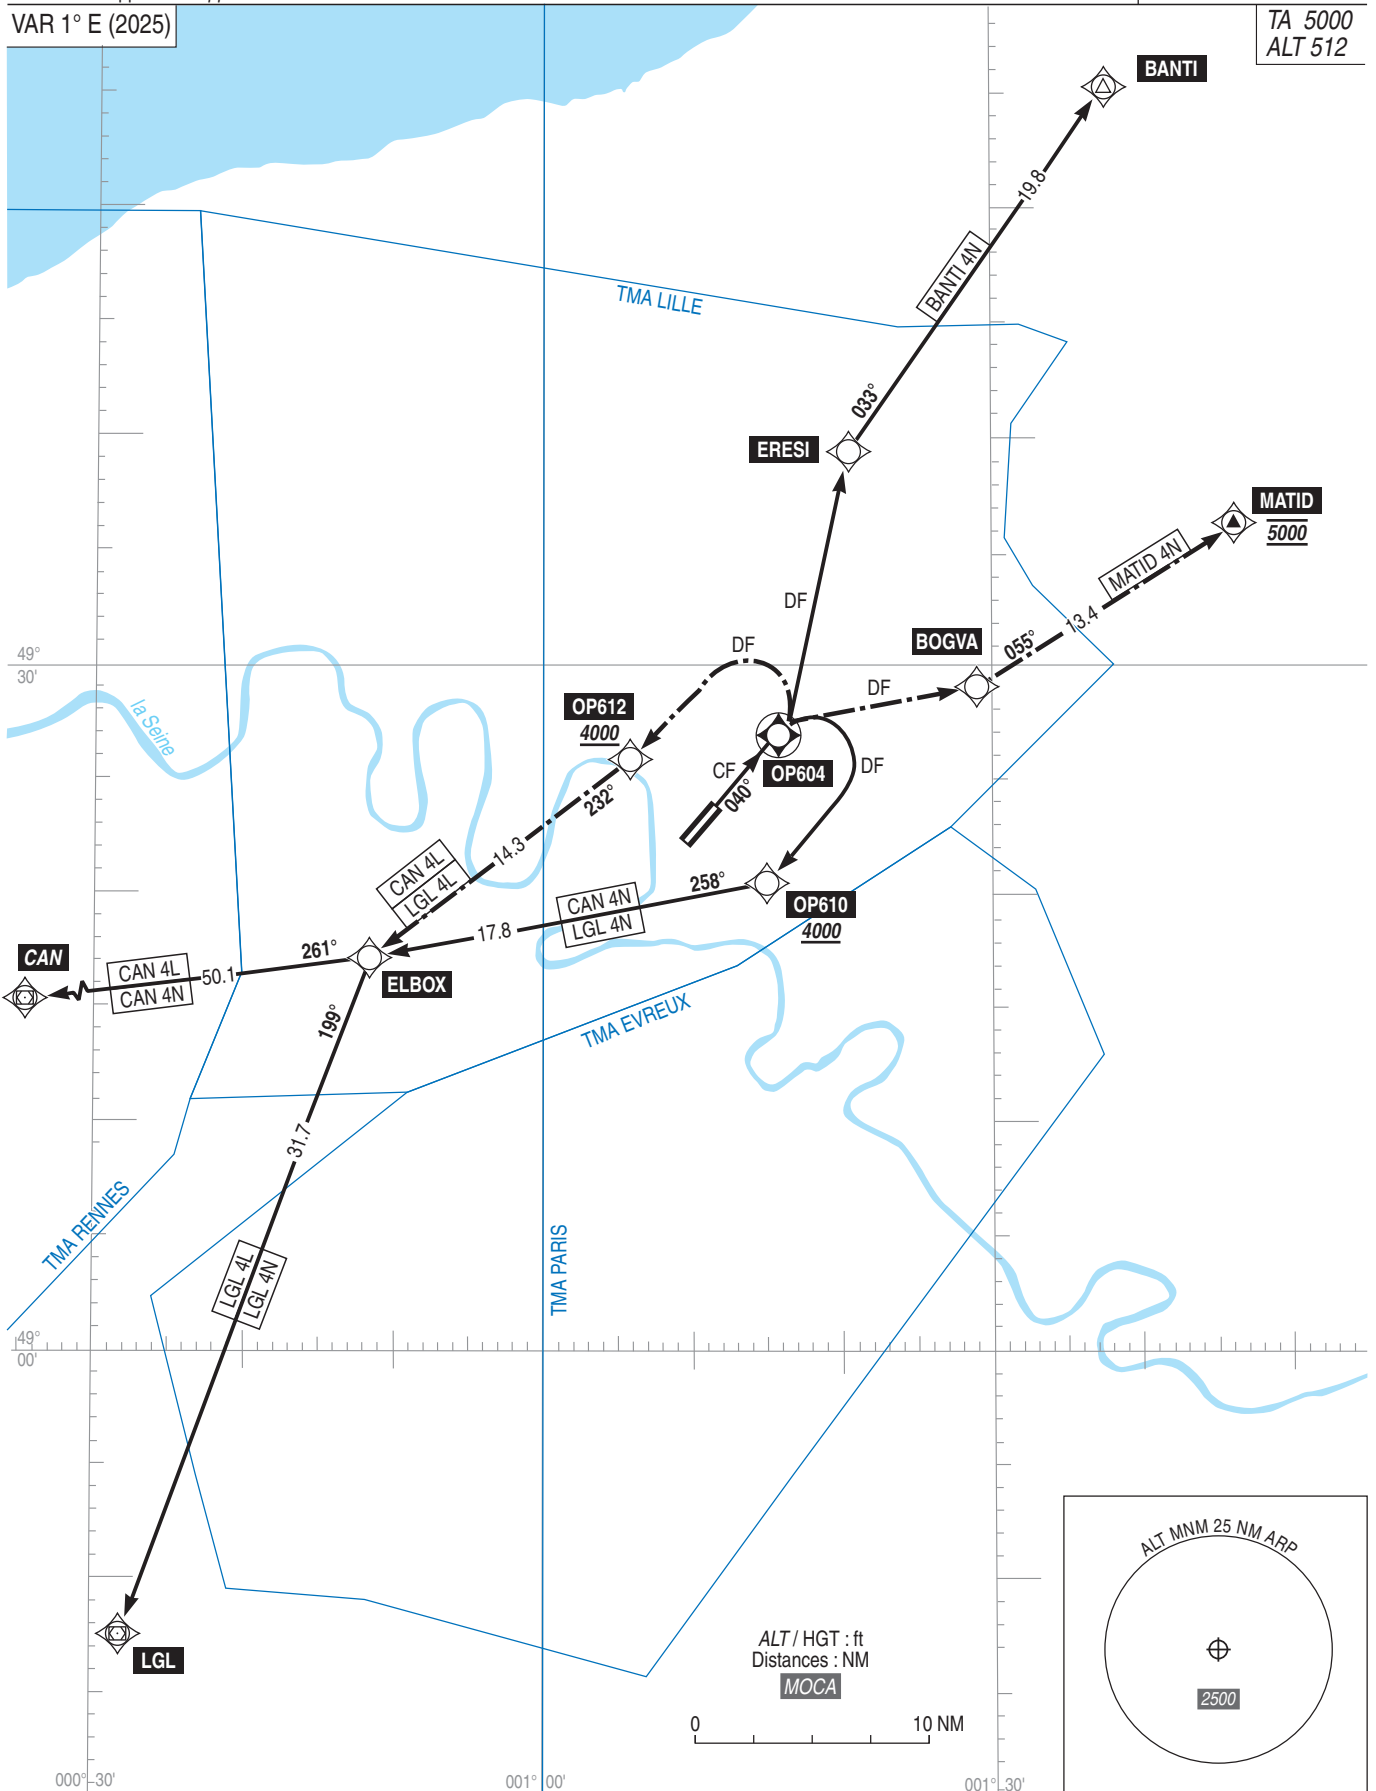 VAR 1° E (2025)
TA 5000
ALT 512
BANTI
19.8
BANTI 4N
TMA LILLE
033°
ERESI
MATID
5000
MATID 4N
13.4
055°
BOGVA
DF
DF
DF
DF
49°
30'
la Seine
OP612
4000
OP604
CF
040°
232°
14.3
CAN 4L
LGL 4L
258°
CAN 4N
LGL 4N
17.8
OP610
4000
CAN
261°
CAN 4L
CAN 4N
50.1
ELBOX
199°
TMA EVREUX
31.7
TMA RENNES
TMA PARIS
LGL 4L
LGL 4N
49°
00'
LGL
ALT / HGT : ft
Distances : NM
MOCA
0 10 NM
ALT MNM 25 NM ARP
2500
000° 30'
001° 00'
001° 30'